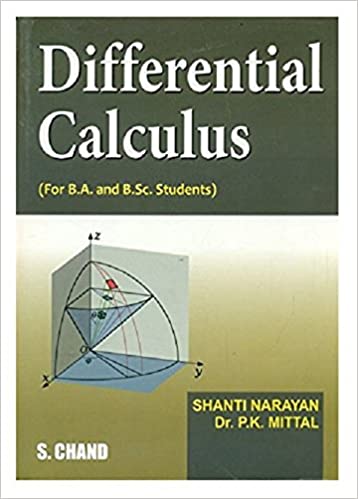 Differential
Calculus
(For B.A. and B.Sc. Students)
z
x
y
SHANTI NARAYAN
Dr. P.K. MITTAL
S. CHAND